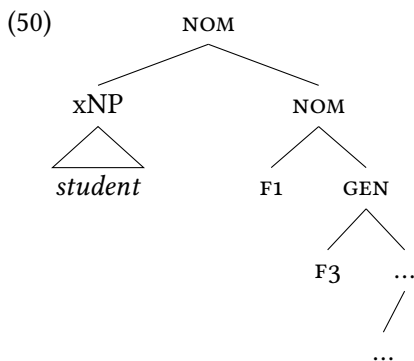 (50) NOM
xNP NOM
student F1 GEN
F3 ...
...